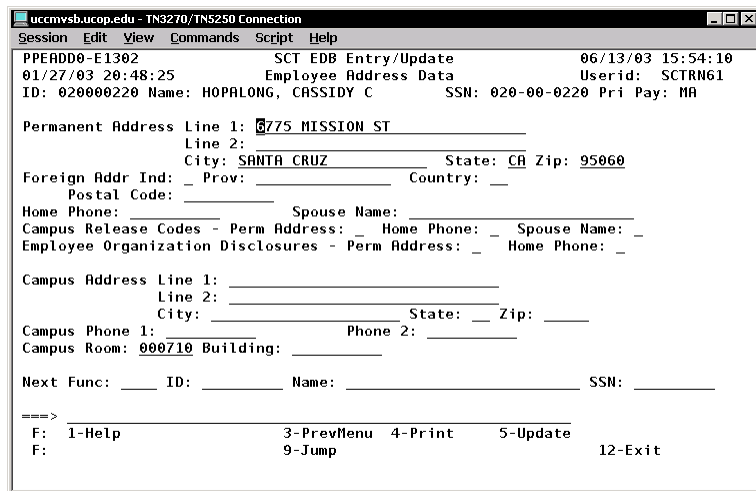 uccmvsb.ucop.edu - TN3270/TN5250 Connection
Session Edit View Commands Script Help
PPEADD0-E1302 SCT EDB Entry/Update 06/13/03 15:54:10
01/27/03 20:48:25 Employee Address Data Userid: SCTRN61
ID: 020000220 Name: HOPALONG, CASSIDY C SSN: 020-00-0220 Pri Pay: MA
Permanent Address Line 1: 6775 MISSION ST
Line 2:
City: SANTA CRUZ State: CA Zip: 95060
Foreign Addr Ind: _ Prov: Country: __
Postal Code:
Home Phone: Spouse Name:
Campus Release Codes - Perm Address: _ Home Phone: _ Spouse Name: _
Employee Organization Disclosures - Perm Address: _ Home Phone: _
Campus Address Line 1:
Line 2:
City: State: __ Zip:
Campus Phone 1: Phone 2:
Campus Room: 000710 Building:
Next Func: ____ ID: Name: SSN:
===>
F: 1-Help 3-PrevMenu 4-Print 5-Update
F: 9-Jump 12-Exit